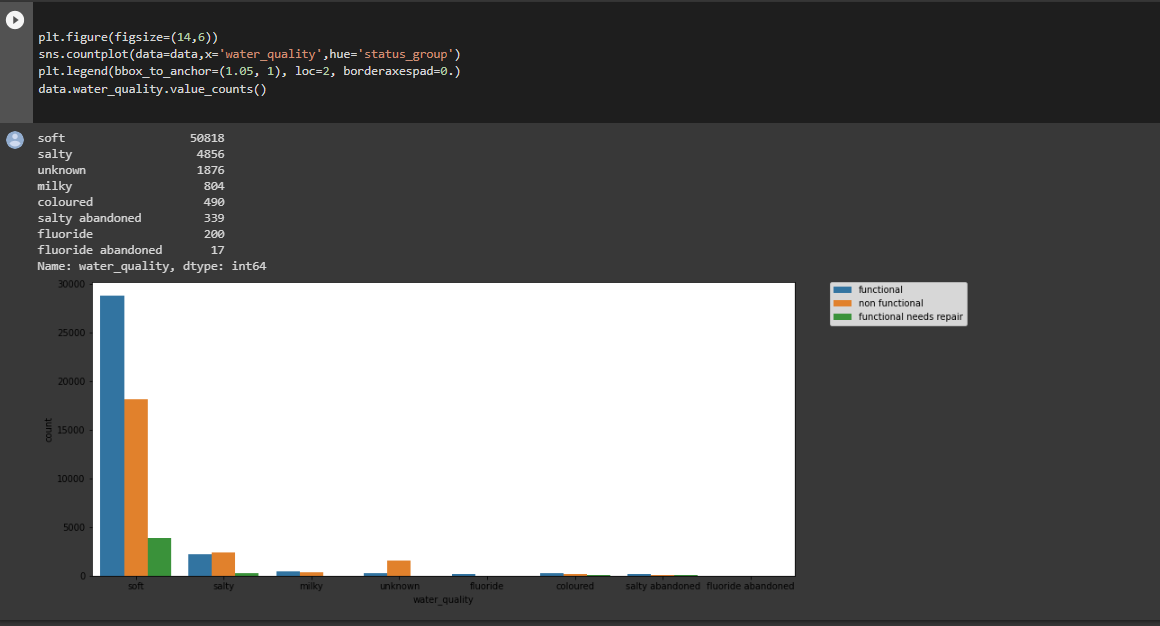 plt.figure(figsize=(14,6))
sns.countplot(data=data,x='water_quality',hue='status_group')
plt.legend(bbox_to_anchor=(1.05, 1), loc=2, borderaxespad=0.)
data.water_quality.value_counts()
soft 50818
salty 4856
unknown 1876
milky 804
coloured 490
salty abandoned 339
fluoride 200
fluoride abandoned 17
Name: water_quality, dtype: int64
functional
non functional
functional needs repair
30000
25000
20000
15000
10000
5000
0
count
soft salty milky unknown fluoride coloured salty abandoned fluoride abandoned
water_quality